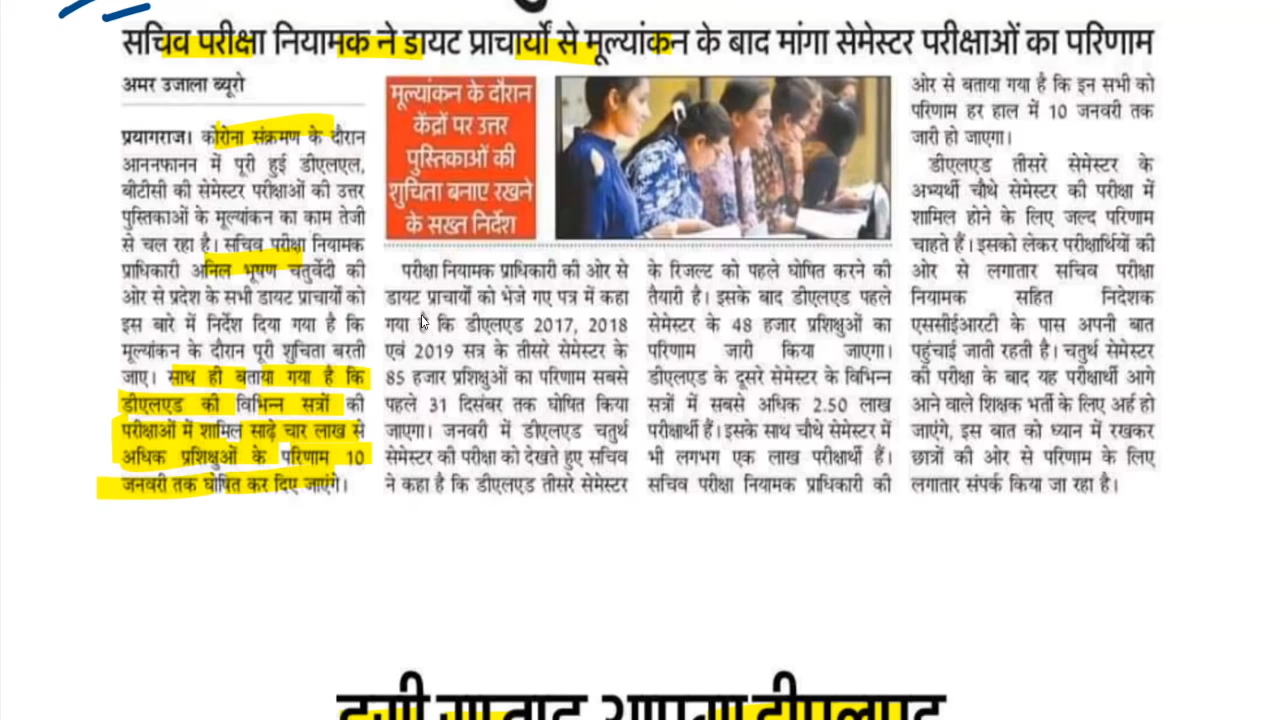 सचिव परीक्षा नियामक ने डायट प्राचार्यों से मूल्यांकन के बाद मांगा सेमेस्टर परीक्षाओं का परिणाम
अमर उजाला ब्यूरो
प्रयागराज। कोरोना संक्रमण के दौरान
आननफानन में पूरी हुई डीएलएल,
बीटीसी की सेमेस्टर परीक्षाओं की उत्तर
पुस्तिकाओं के मूल्यांकन का काम तेजी
से चल रहा है। सचिव परीक्षा नियामक
प्राधिकारी अनिल भूषण चतुर्वेदी की
ओर से प्रदेश के सभी डायट प्राचार्यों को
इस बारे में निर्देश दिया गया है कि
मूल्यांकन के दौरान पूरी शुचिता बरती
जाए। साथ ही बताया गया है कि
डीएलएड की विभिन्न सत्रों की
परीक्षाओं में शामिल साढ़े चार लाख से
अधिक प्रशिक्षुओं के परिणाम 10
जनवरी तक घोषित कर दिए जाएंगे।
मूल्यांकन के दौरान
केंद्रों पर उत्तर
पुस्तिकाओं की
शुचिता बनाए रखने
के सख्त निर्देश
परीक्षा नियामक प्राधिकारी की ओर से
डायट प्राचार्यों को भेजे गए पत्र में कहा
गया है कि डीएलएड 2017, 2018
एवं 2019 सत्र के तीसरे सेमेस्टर के
85 हजार प्रशिक्षुओं का परिणाम सबसे
पहले 31 दिसंबर तक घोषित किया
जाएगा। जनवरी में डीएलएड चतुर्थ
सेमेस्टर की परीक्षा को देखते हुए सचिव
ने कहा है कि डीएलएड तीसरे सेमेस्टर
के रिजल्ट को पहले घोषित करने की
तैयारी है। इसके बाद डीएलएड पहले
सेमेस्टर के 48 हजार प्रशिक्षुओं का
परिणाम जारी किया जाएगा।
डीएलएड के दूसरे सेमेस्टर के विभिन्न
सत्रों में सबसे अधिक 2.50 लाख
परीक्षार्थी हैं। इसके साथ चौथे सेमेस्टर में
भी लगभग एक लाख परीक्षार्थी हैं।
सचिव परीक्षा नियामक प्राधिकारी की
ओर से बताया गया है कि इन सभी को
परिणाम हर हाल में 10 जनवरी तक
जारी हो जाएगा।
डीएलएड तीसरे सेमेस्टर के
अभ्यर्थी चौथे सेमेस्टर की परीक्षा में
शामिल होने के लिए जल्द परिणाम
चाहते हैं। इसको लेकर परीक्षार्थियों की
ओर से लगातार सचिव परीक्षा
नियामक सहित निदेशक
एससीईआरटी के पास अपनी बात
पहुंचाई जाती रहती है। चतुर्थ सेमेस्टर
की परीक्षा के बाद यह परीक्षार्थी आगे
आने वाले शिक्षक भर्ती के लिए अर्ह हो
जाएंगे, इस बात को ध्यान में रखकर
छात्रों की ओर से परिणाम के लिए
लगातार संपर्क किया जा रहा है।